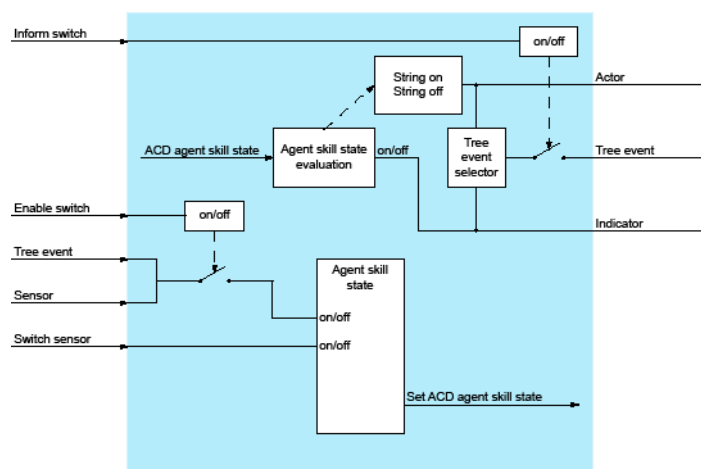 Inform switch
on/off
String on
String off
Actor
ACD agent skill state
Agent skill state
evaluation
on/off
Tree
event
selector
Tree event
Enable switch
on/off
Indicator
Tree event
Agent skill
state
Sensor
on/off
Switch sensor
on/off
Set ACD agent skill state